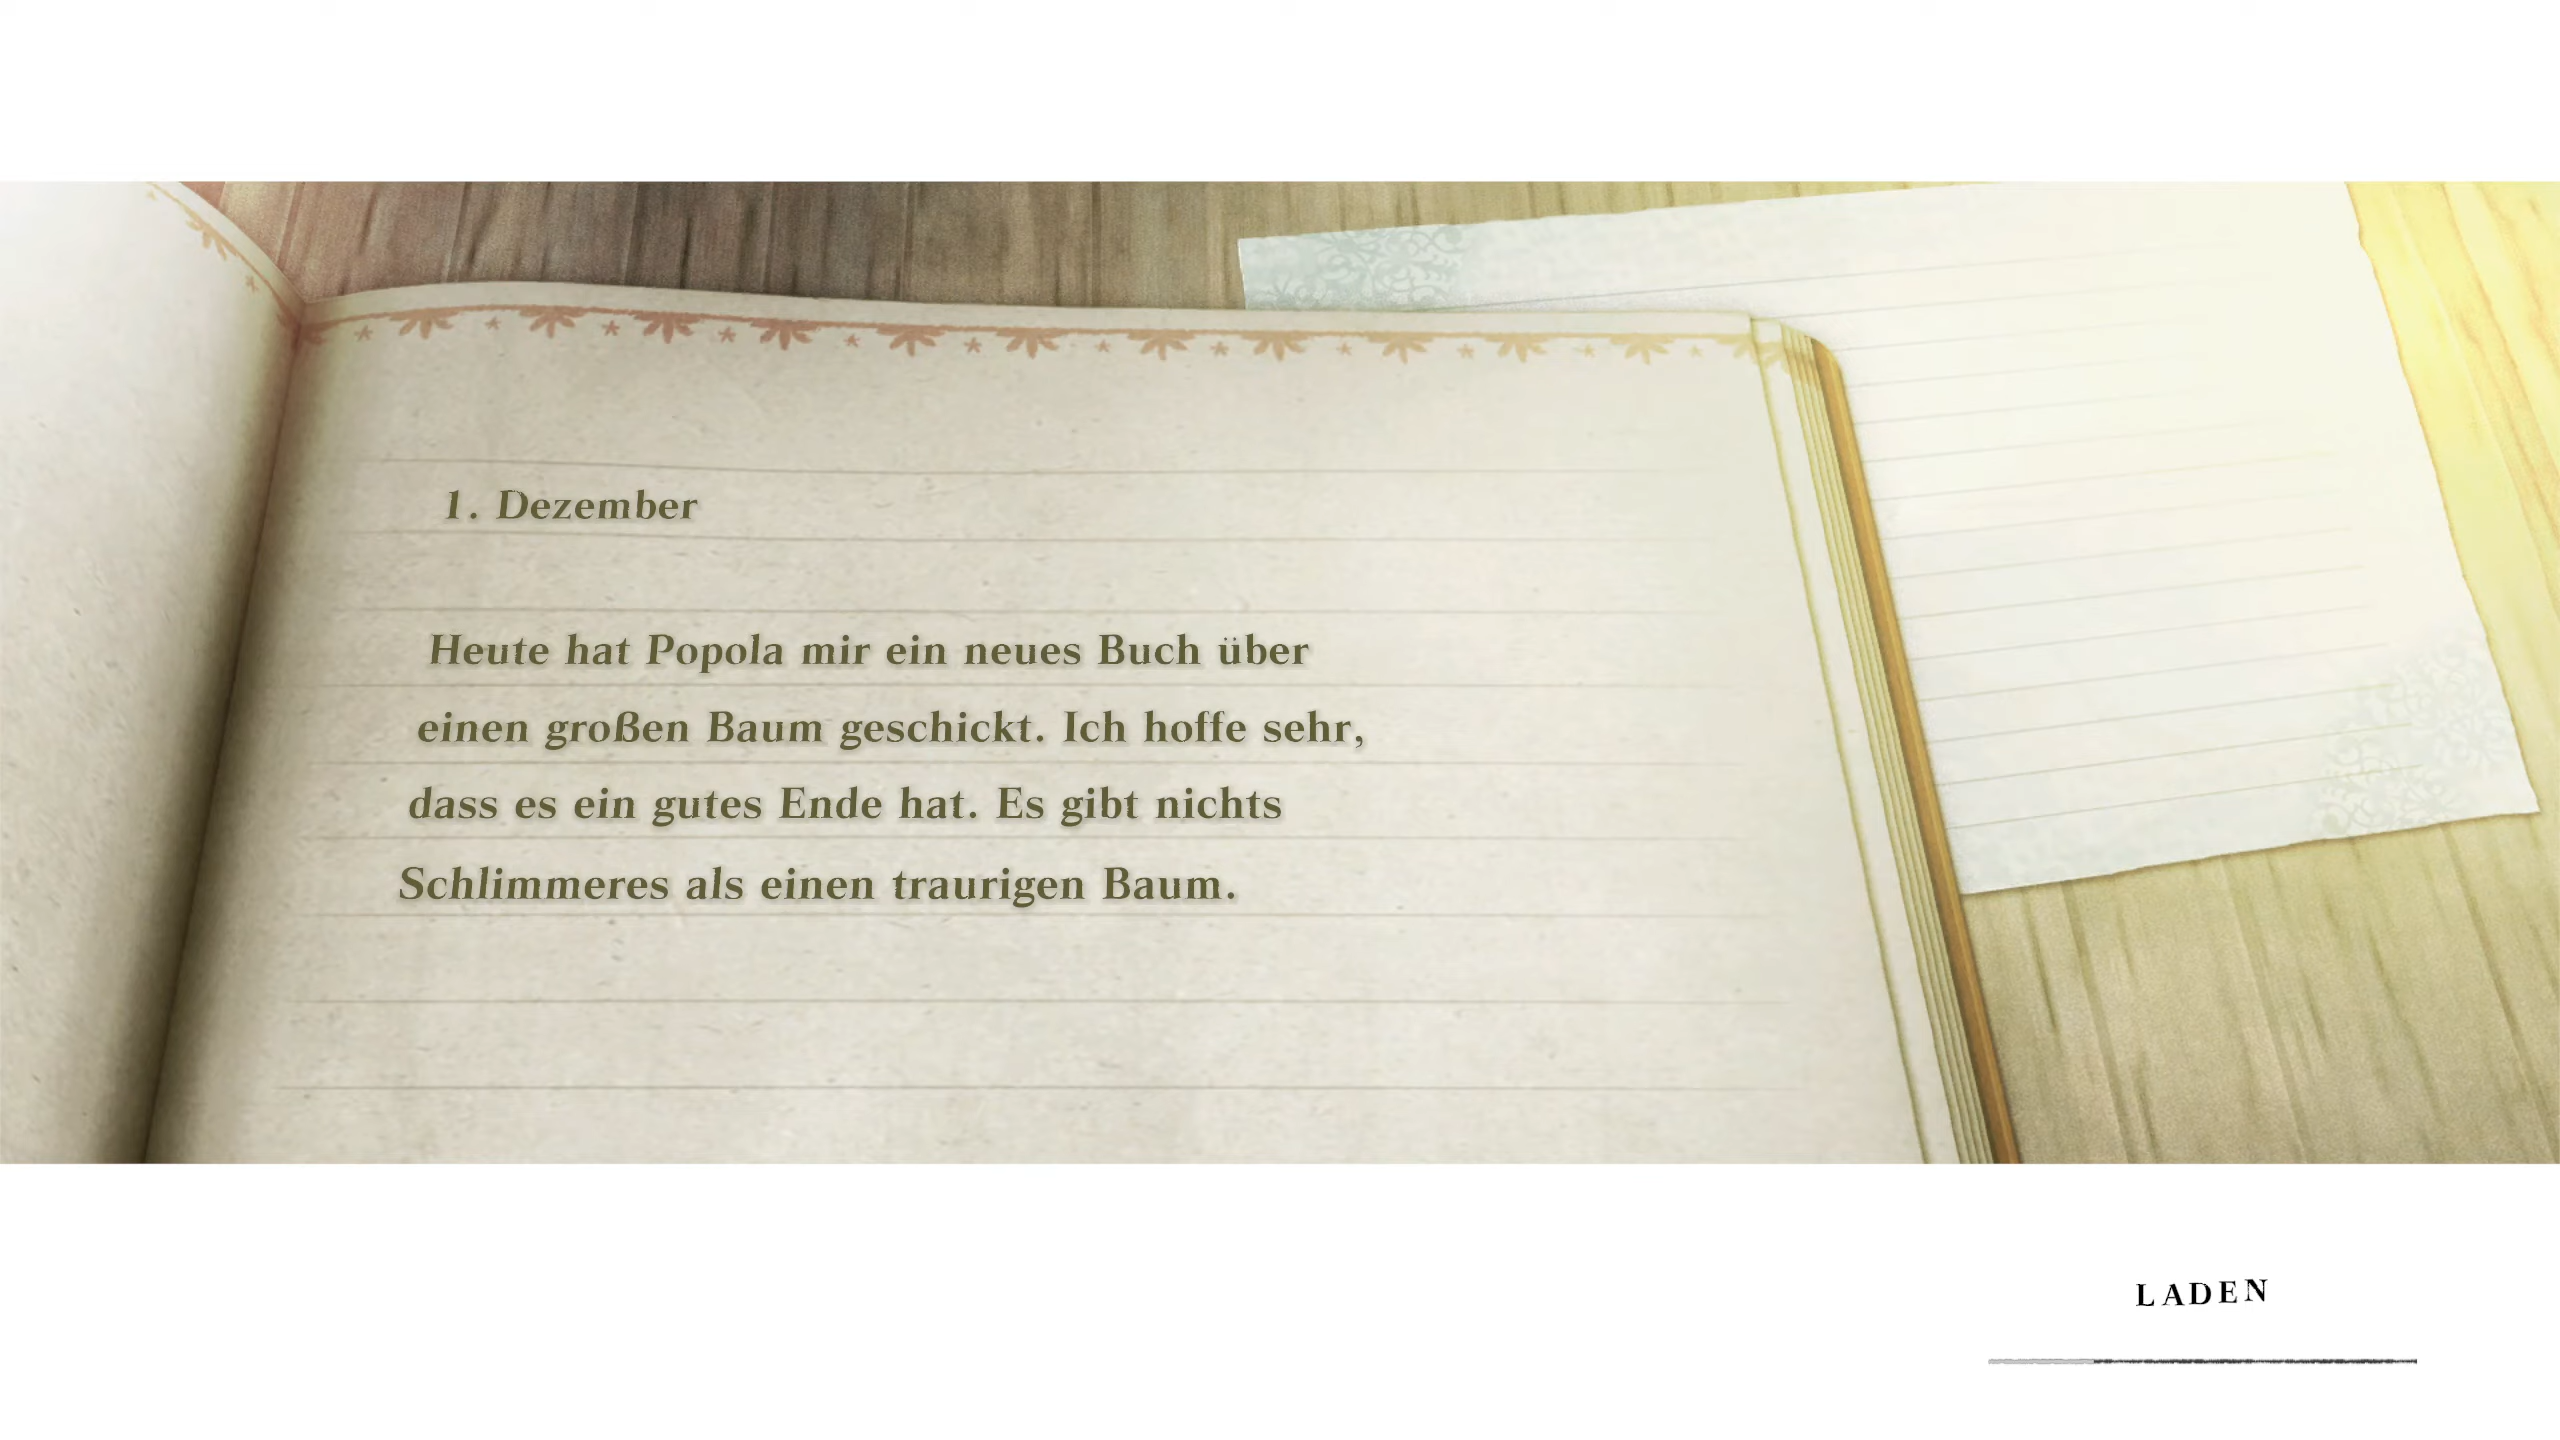 1. Dezember
Heute hat Popola mir ein neues Buch über
einen großen Baum geschickt. Ich hoffe sehr,
dass es ein gutes Ende hat. Es gibt nichts
Schlimmeres als einen traurigen Baum.
LADEN